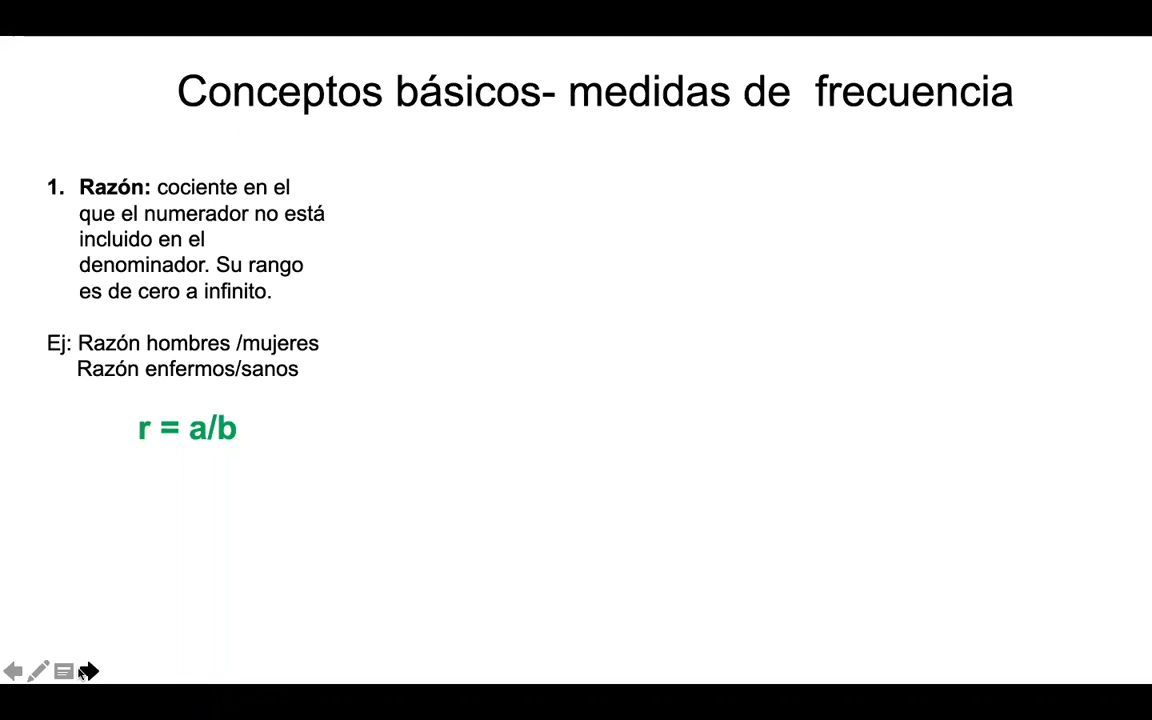 Conceptos básicos- medidas de  frecuencia
1. Razón: cociente en el
que el numerador no está
incluido en el
denominador. Su rango
es de cero a infinito.
Ej: Razón hombres /mujeres
Razón enfermos/sanos
r = a/b